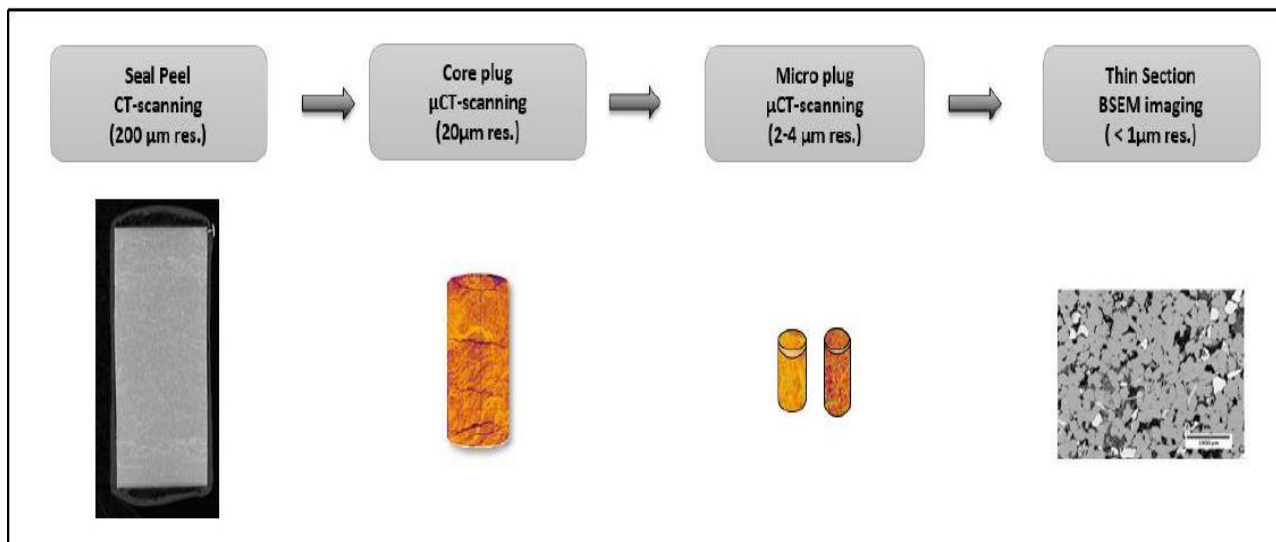 Seal Peel
CT-scanning
(200 µm res.)
Core plug
µCT-scanning
(20µm res.)
Micro plug
µCT-scanning
(2-4 µm res.)
Thin Section
BSEM imaging
( < 1µm res.)